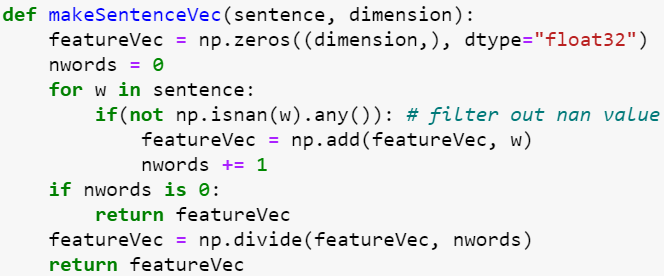 def makeSentenceVec(sentence, dimension):
    featureVec = np.zeros((dimension,), dtype="float32")
    nwords = 0
    for w in sentence:
        if(not np.isnan(w).any()): # filter out nan value
            featureVec = np.add(featureVec, w)
            nwords += 1
    if nwords is 0:
        return featureVec
    featureVec = np.divide(featureVec, nwords)
    return featureVec